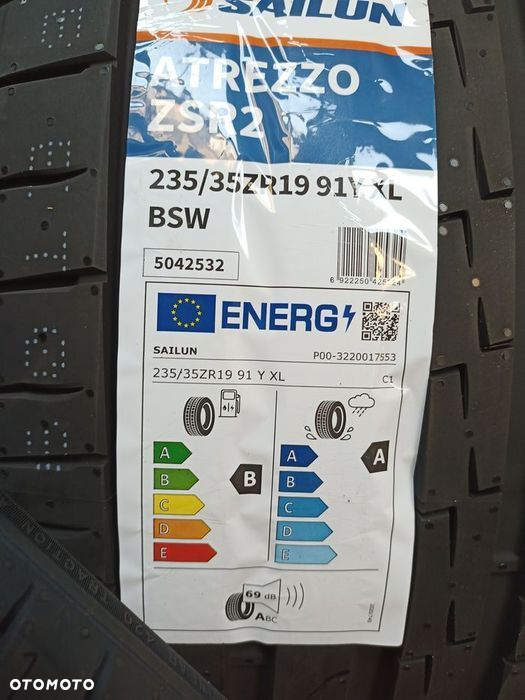 SAILUN
ATREZZO
ZSR2
235/35ZR19 91Y XL
BSW
5042532
ENERG
SAILUN
P00-3220017553
235/35ZR19 91 Y XL
C1
A
B
C
D
E
B
A
B
C
D
E
A
69 dB
ABC
TRACTION
OTOMOTO